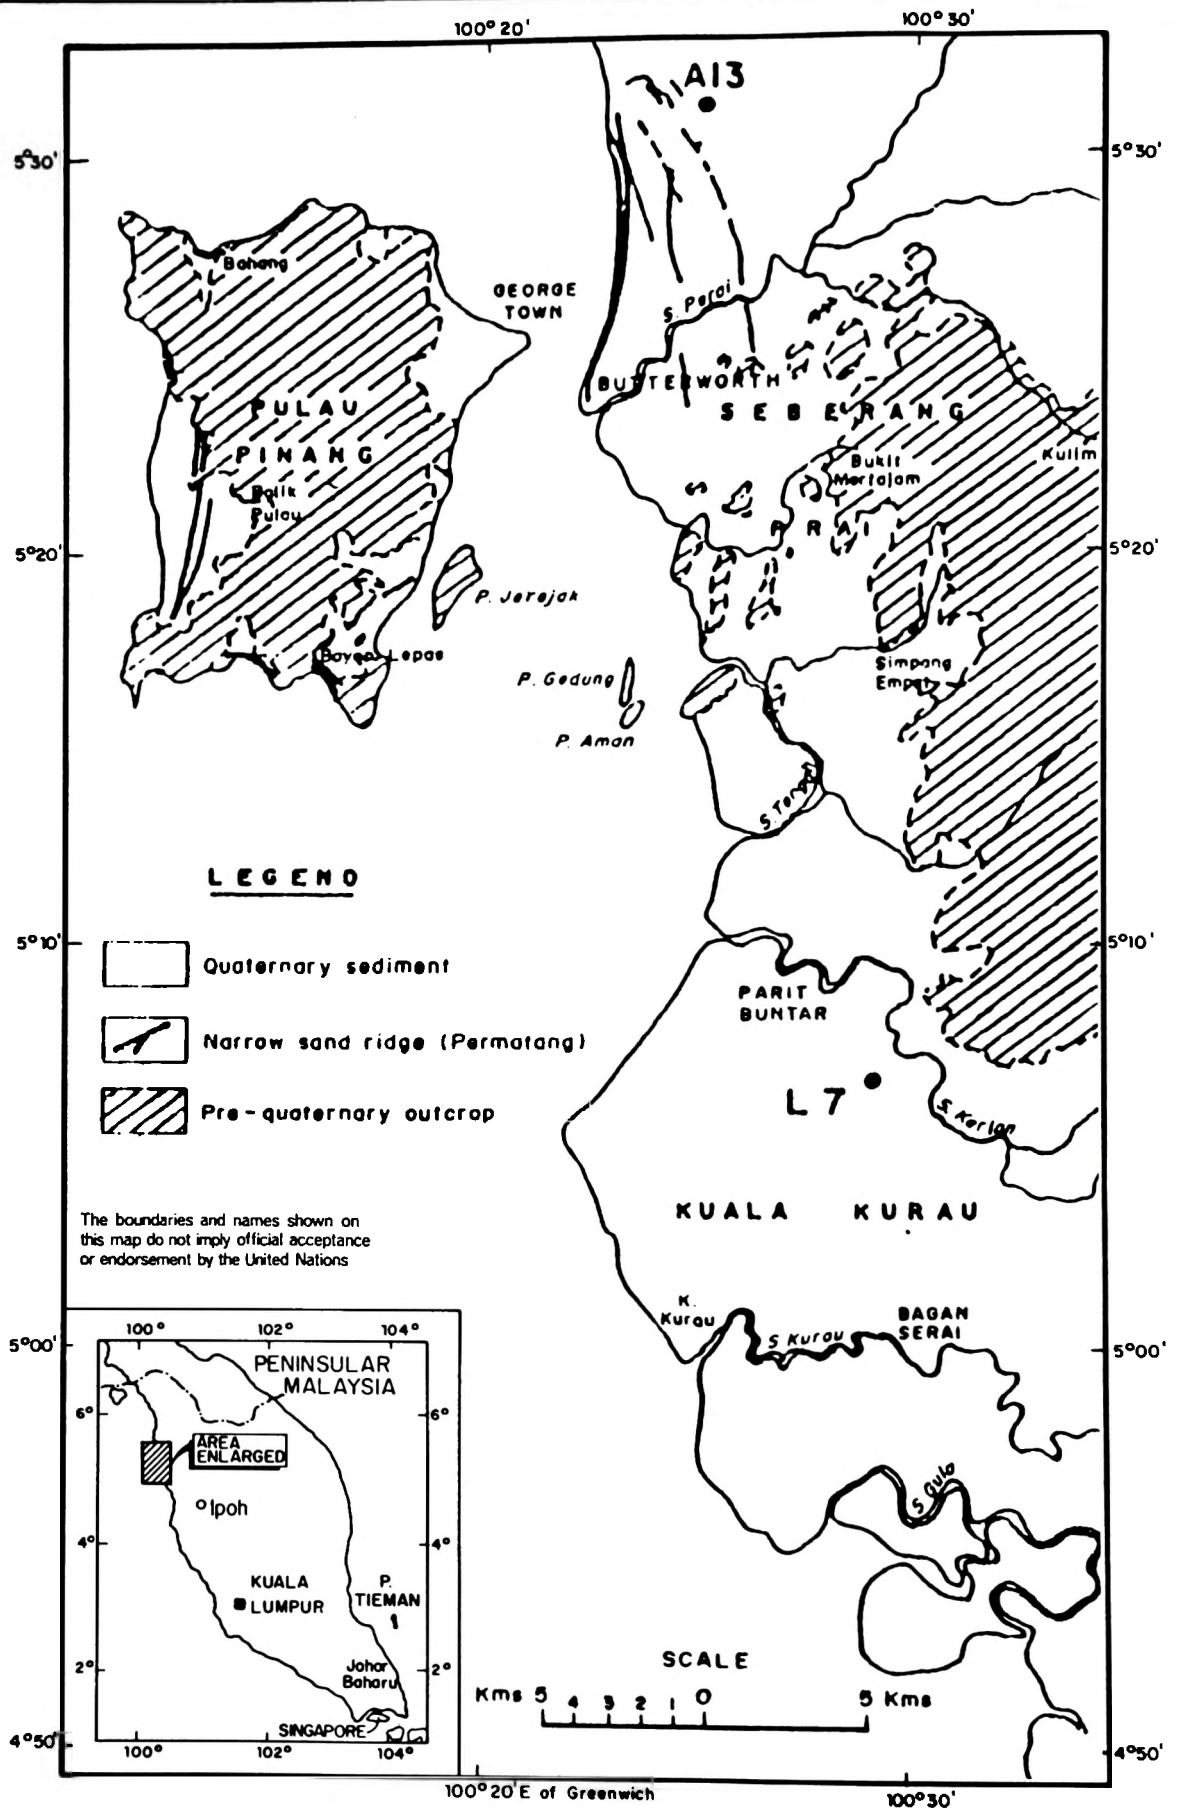 100° 20'
100° 30'
A13
5°30'
5°30'
Bahang
GEORGE
TOWN
S. Perai
BUTTERWORTH
PULAU
PINANG
SEBERANG
PRAI
Kulim
Bukit
Mertajam
Balik
Pulau
5°20'
5°20'
P. Jerejak
Bayan Lepas
P. Gedung
P. Aman
Simpang
Empat
LEGEND
Quaternary sediment
Narrow sand ridge (Permatang)
Pre-quaternary outcrop
5°10'
5°10'
PARIT
BUNTAR
L7
S. Kerian
KUALA KURAU
The boundaries and names shown on
this map do not imply official acceptance
or endorsement by the United Nations
K.
Kurau
S Kurau
BAGAN
SERAI
5°00'
5°00'
S Gula
100° 102° 104°
PENINSULAR
MALAYSIA
6° 6°
AREA
ENLARGED
Ipoh
4° 4°
KUALA
LUMPUR
P.
TIEMAN
2° 2°
Johor
Baharu
SINGAPORE
100° 102° 104°
SCALE
Kms 5 4 3 2 1 0 5 Kms
4°50'
4°50'
100°20'E of Greenwich
100°30'